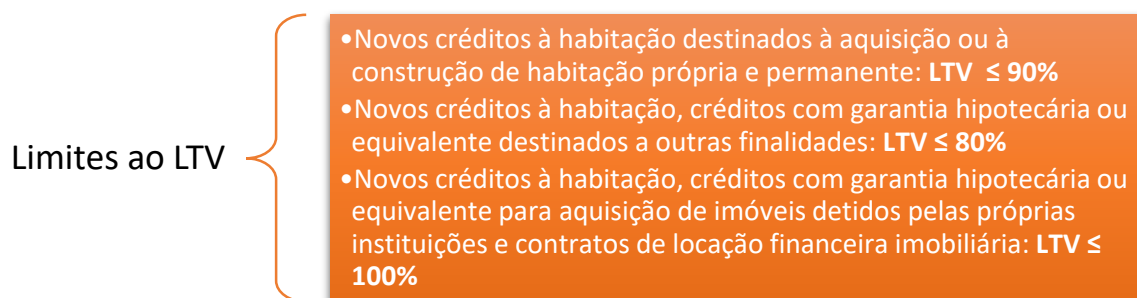 Limites ao LTV
•Novos créditos à habitação destinados à aquisição ou à
construção de habitação própria e permanente: LTV ≤ 90%
•Novos créditos à habitação, créditos com garantia hipotecária ou
equivalente destinados a outras finalidades: LTV ≤ 80%
•Novos créditos à habitação, créditos com garantia hipotecária ou
equivalente para aquisição de imóveis detidos pelas próprias
instituições e contratos de locação financeira imobiliária: LTV ≤
100%